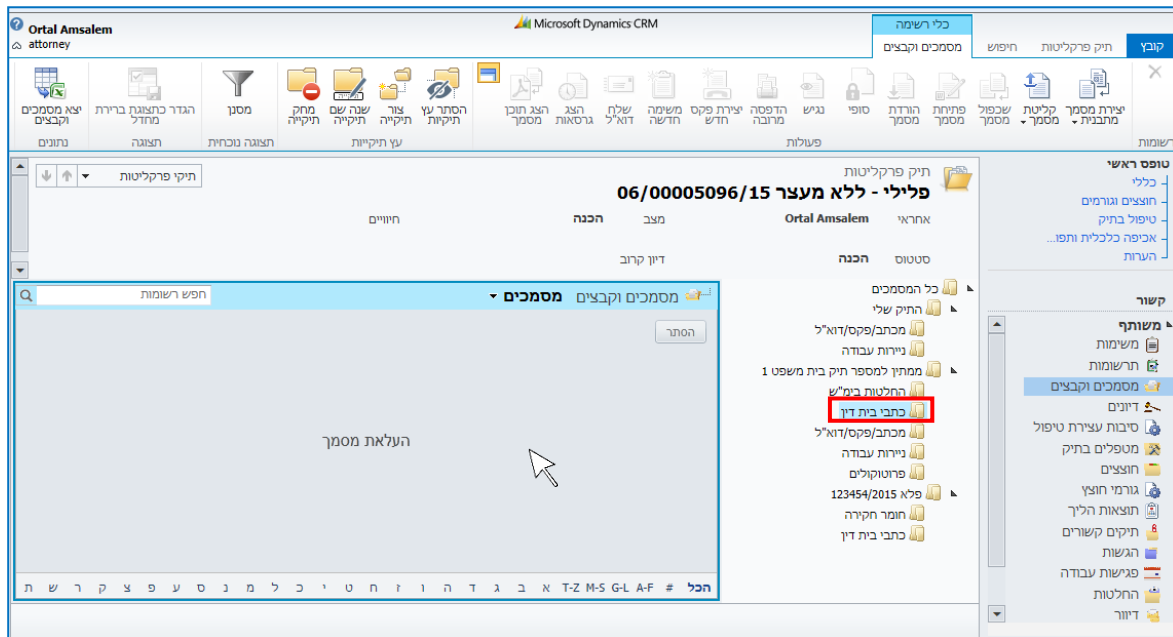 Ortal Amsalem
attorney
Microsoft Dynamics CRM
כלי רשימה
קובץ
תיק פרקליטות
חיפוש
מסמכים וקבצים
יצירת מסמך מתבנית
קליטת מסמך
שכפול מסמך
פתיחת מסמך
הורדת מסמך
סופי
נגיש
הדפסה מרובה
יצירת פקס חדש
משימה חדשה
שלח דוא"ל
הצג גרסאות
הצג תוכן מסמך
הסתר עץ תיקיות
צור תיקייה
שנה שם תיקייה
מחק תיקייה
מסנן
הגדר כתצוגת ברירת מחדל
יצא מסמכים וקבצים
רשומות
פעולות
עץ תיקיות
תצוגה נוכחית
תצוגה
נתונים
טופס ראשי
כללי
חוצצים וגורמים
טיפול בתיק
אכיפה כלכלית ותפו...
הערות
קשור
משותף
משימות
תרשומות
מסמכים וקבצים
דיונים
סיבות עצירת טיפול
מטפלים בתיק
חוצצים
גורמי חוץ
תוצאות הליך
תיקים קשורים
הגשות
פגישות עבודה
החלטות
דיוור
תיק פרקליטות
פלילי - ללא מעצר 06/00005096/15
תיקי פרקליטות
אחראי Ortal Amsalem מצב הכנה חיוויים
סטטוס הכנה דיון קרוב
כל המסמכים
התיק שלי
מכתב/פקס/דוא"ל
ניירות עבודה
ממתין למספר תיק בית משפט 1
החלטות בימ"ש
כתבי בית דין
מכתב/פקס/דוא"ל
ניירות עבודה
פרוטוקולים
פלא 123454/2015
חומר חקירה
כתבי בית דין
מסמכים וקבצים מסמכים
חפש רשומות
הסתר
העלאת מסמך
הכל # A-F G-L M-S T-Z א ב ג ד ה ו ז ח ט י כ ל מ נ ס ע פ צ ק ר ש ת